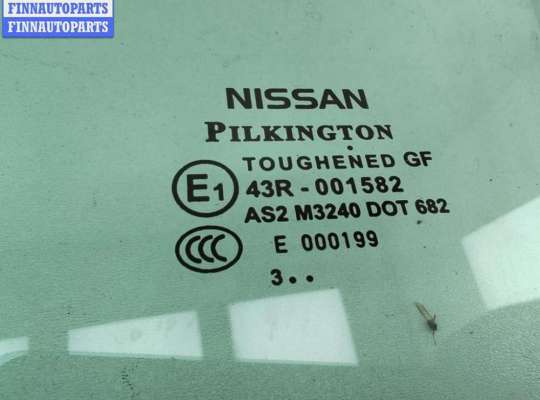 FINNAUTOPARTS
FINNAUTOPARTS
NISSAN
PILKINGTON
TOUGHENED GF
E1 43R - 001582
AS2 M3240 DOT 682
CCC E 000199
3..